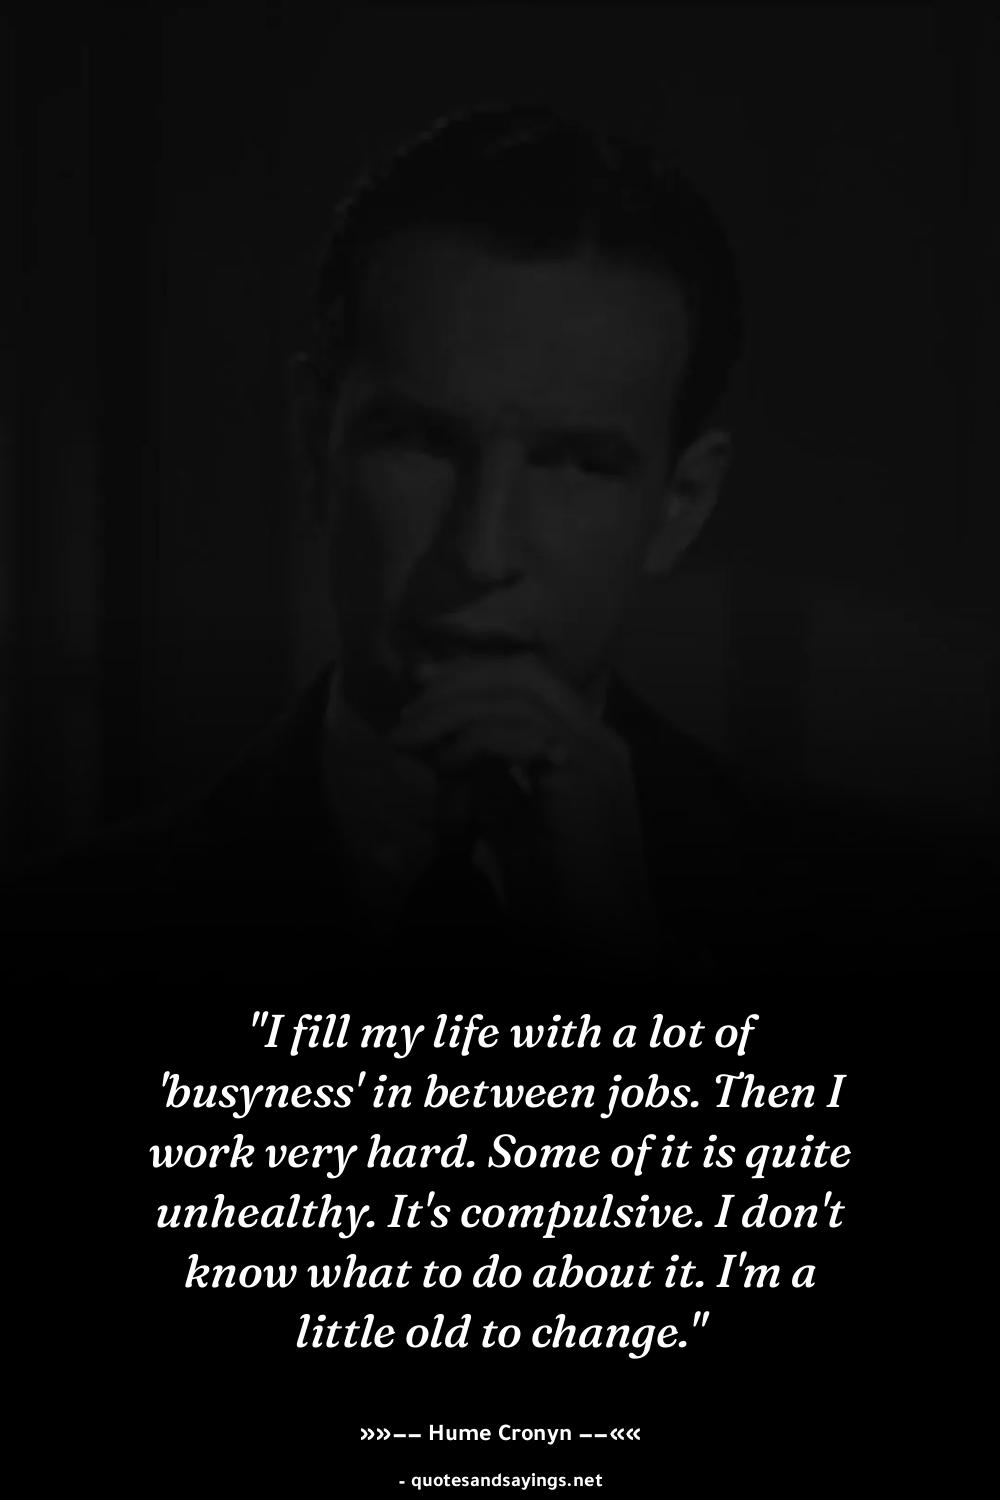 "I fill my life with a lot of
'busyness' in between jobs. Then I
work very hard. Some of it is quite
unhealthy. It's compulsive. I don't
know what to do about it. I'm a
little old to change."
»»—— Hume Cronyn ——««
- quotesandsayings.net